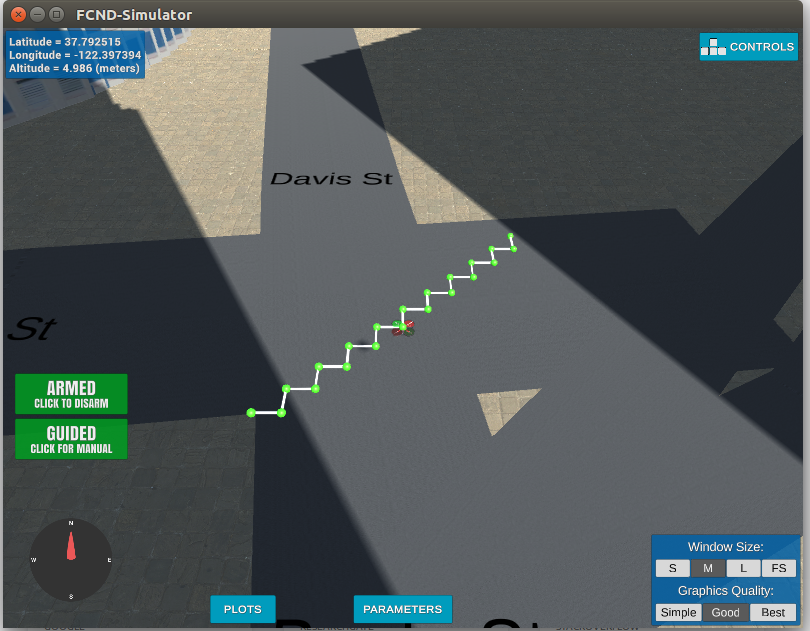 FCND-Simulator
Latitude = 37.792515
Longitude = -122.397394
Altitude = 4.986 (meters)
CONTROLS
Davis St
St
ARMED
CLICK TO DISARM
GUIDED
CLICK FOR MANUAL
N
W E
S
Window Size:
S M L FS
Graphics Quality:
Simple Good Best
PLOTS
PARAMETERS